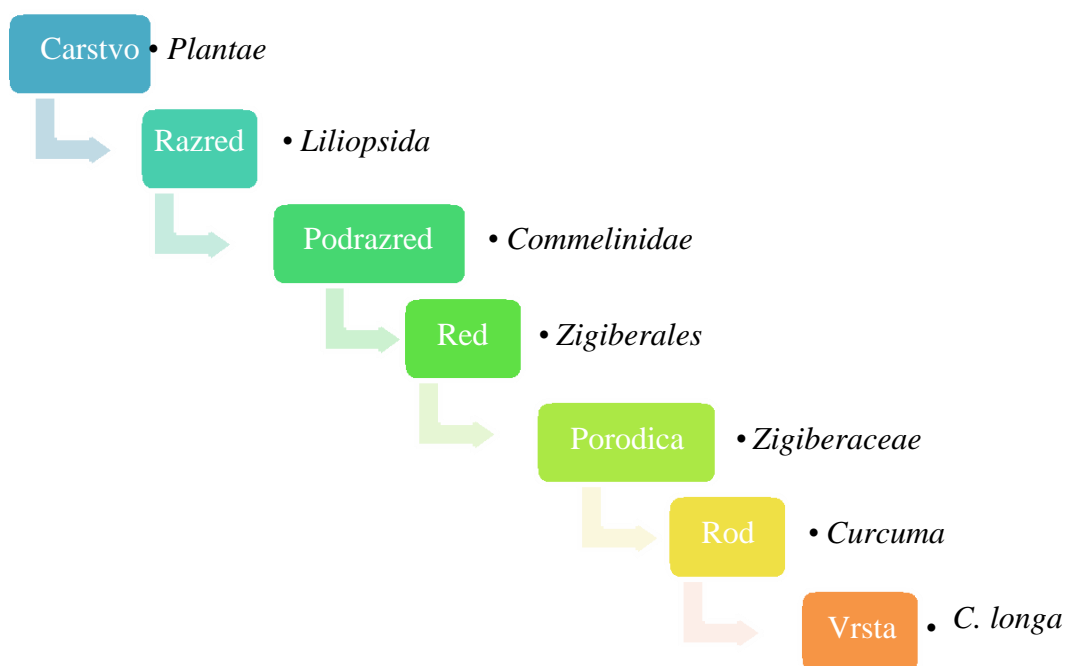 Carstvo • Plantae
Razred • Liliopsida
Podrazred • Commelinidae
Red • Zigiberales
Porodica • Zigiberaceae
Rod • Curcuma
Vrsta • C. longa